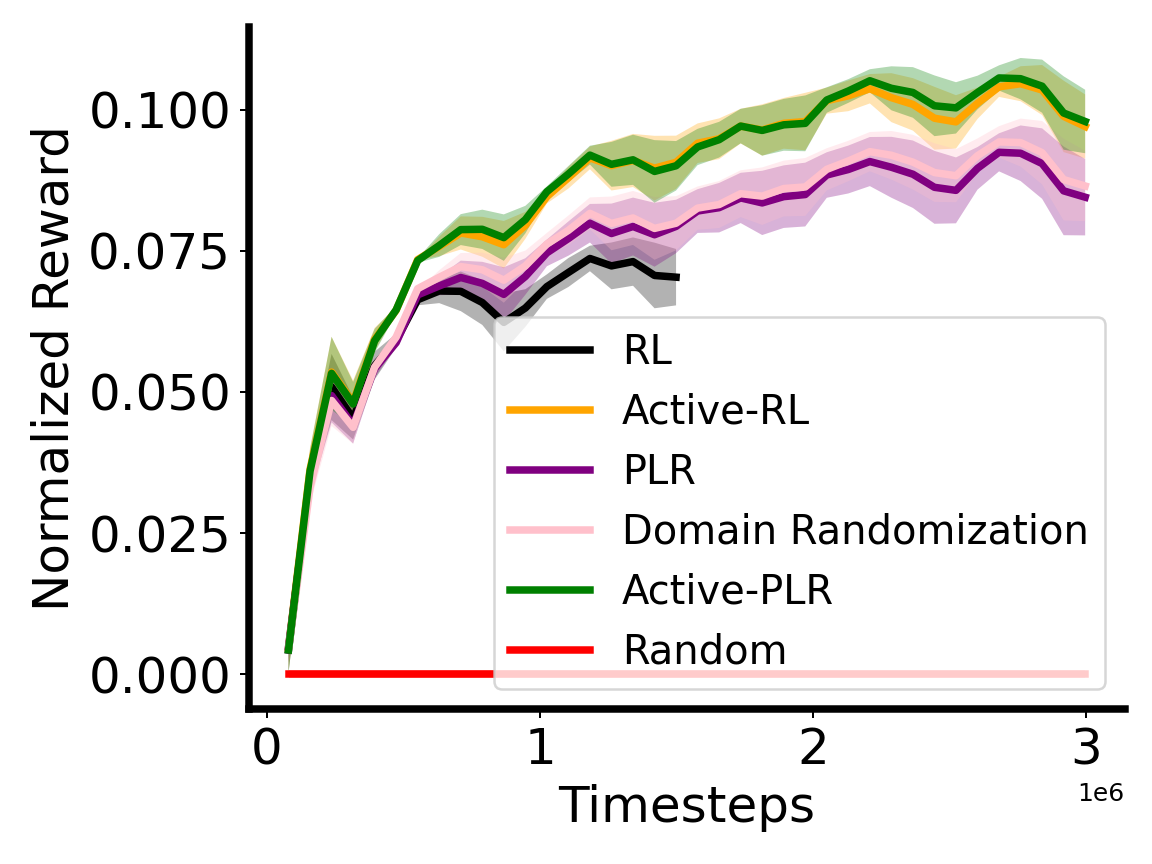 Normalized Reward
0.100
0.075
0.050
0.025
0.000
RL
Active-RL
PLR
Domain Randomization
Active-PLR
Random
0
1
2
3
1e6
Timesteps